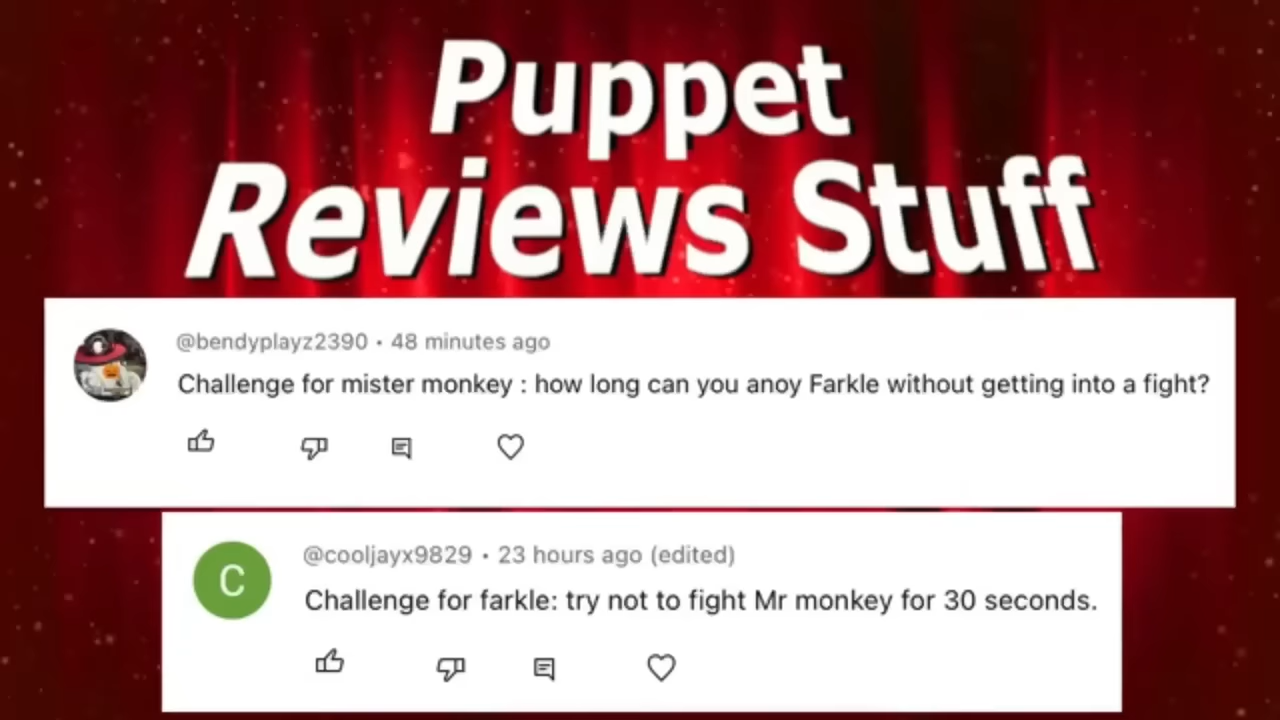 Puppet
Reviews Stuff
@bendyplayz2390 • 48 minutes ago
Challenge for mister monkey : how long can you anoy Farkle without getting into a fight?
C
@cooljayx9829 • 23 hours ago (edited)
Challenge for farkle: try not to fight Mr monkey for 30 seconds.